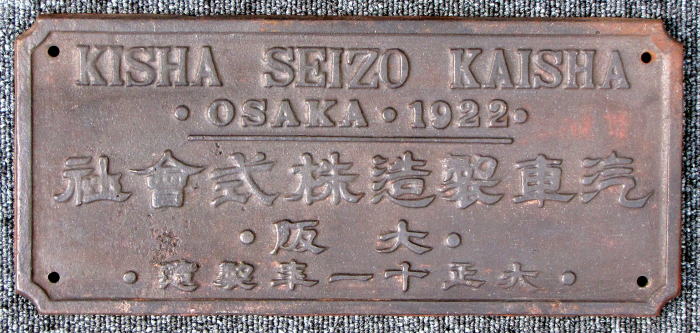 KISHA SEIZO KAISHA
・OSAKA・1922・
汽車製造株式會社
・大阪・
・大正十一年製造・